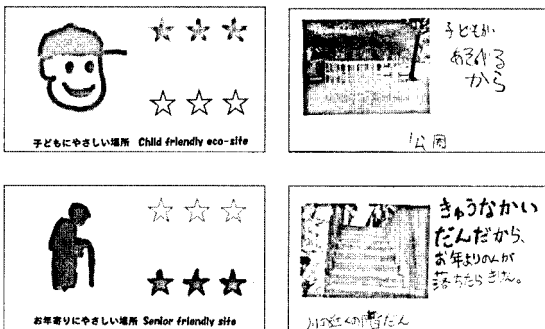 子どもにやさしい場所 Child friendly eco-site
子どもが
あそべる
から
公園
お年寄りにやさしい場所 Senior friendly site
きゅうなかい
だんだから、
お年よりの人が
落ちたらきけん。
川の近くの階だん